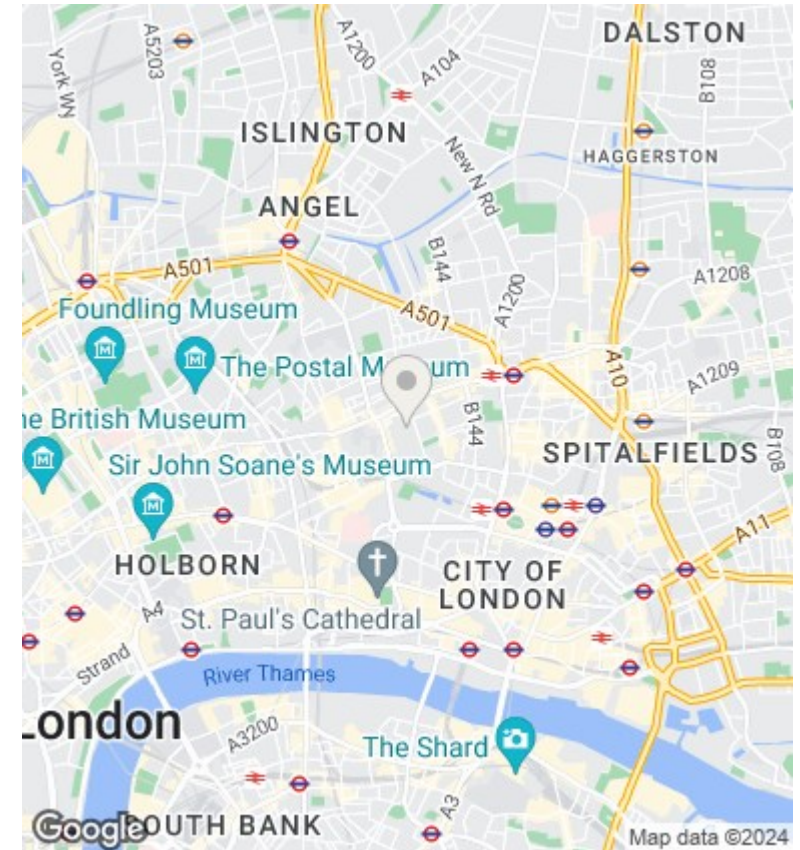 DALSTON
A5203
A1200
A104
B108
York WY
ISLINGTON
New N Rd
HAGGERSTON
ANGEL
B144
A501
A1200
A1208
Foundling Museum
A501
The Postal M um
A10
A1209
B144
he British Museum
B108
SPITALFIELDS
Sir John Soane's Museum
A11
HOLBORN
CITY OF
LONDON
A4
St. Paul's Cathedral
Strand
River Thames
London
A3200
The Shard
A3
Google
OUTH BANK
Map data ©2024